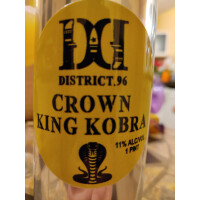 DISTRICT.96
CROWN
KING KOBRA
11% ALC/VOL
1 PINT